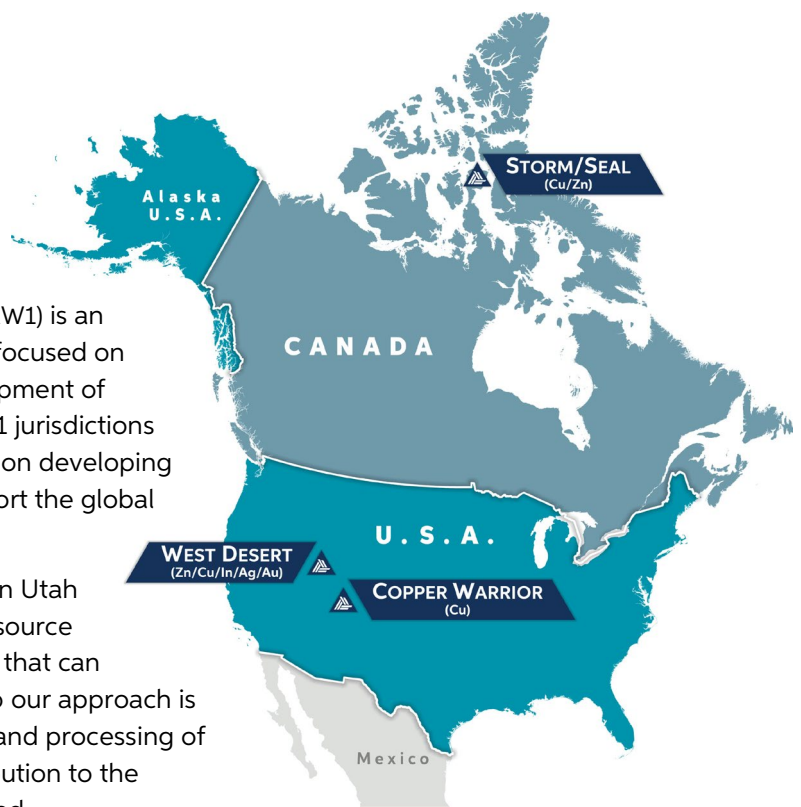 STORM/SEAL
(Cu/Zn)
Alaska
U.S.A.
CANADA
W1) is an
focused on
pment of
1 jurisdictions
on developing
ort the global
U.S.A.
WEST DESERT
(Zn/Cu/In/Ag/Au)
COPPER WARRIOR
(Cu)
n Utah
source
that can
o our approach is
and processing of
ution to the
Mexico